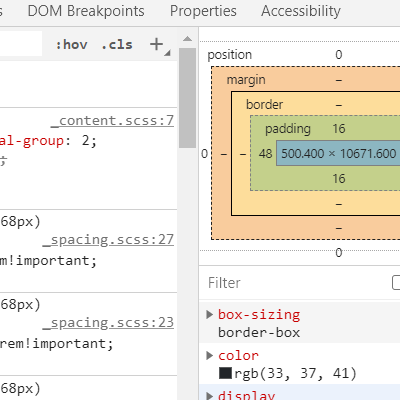 s DOM Breakpoints Properties Accessibility
:hov .cls
position 0
margin –
_content.scss:7
border –
al-group: 2;
padding 16
0 – – 48 500.400 × 10671.600
16
68px)
–
_spacing.scss:27
–
m!important;
0
Filter
68px)
box-sizing
_spacing.scss:23
border-box
rem!important;
color
rgb(33, 37, 41)
68px)
display